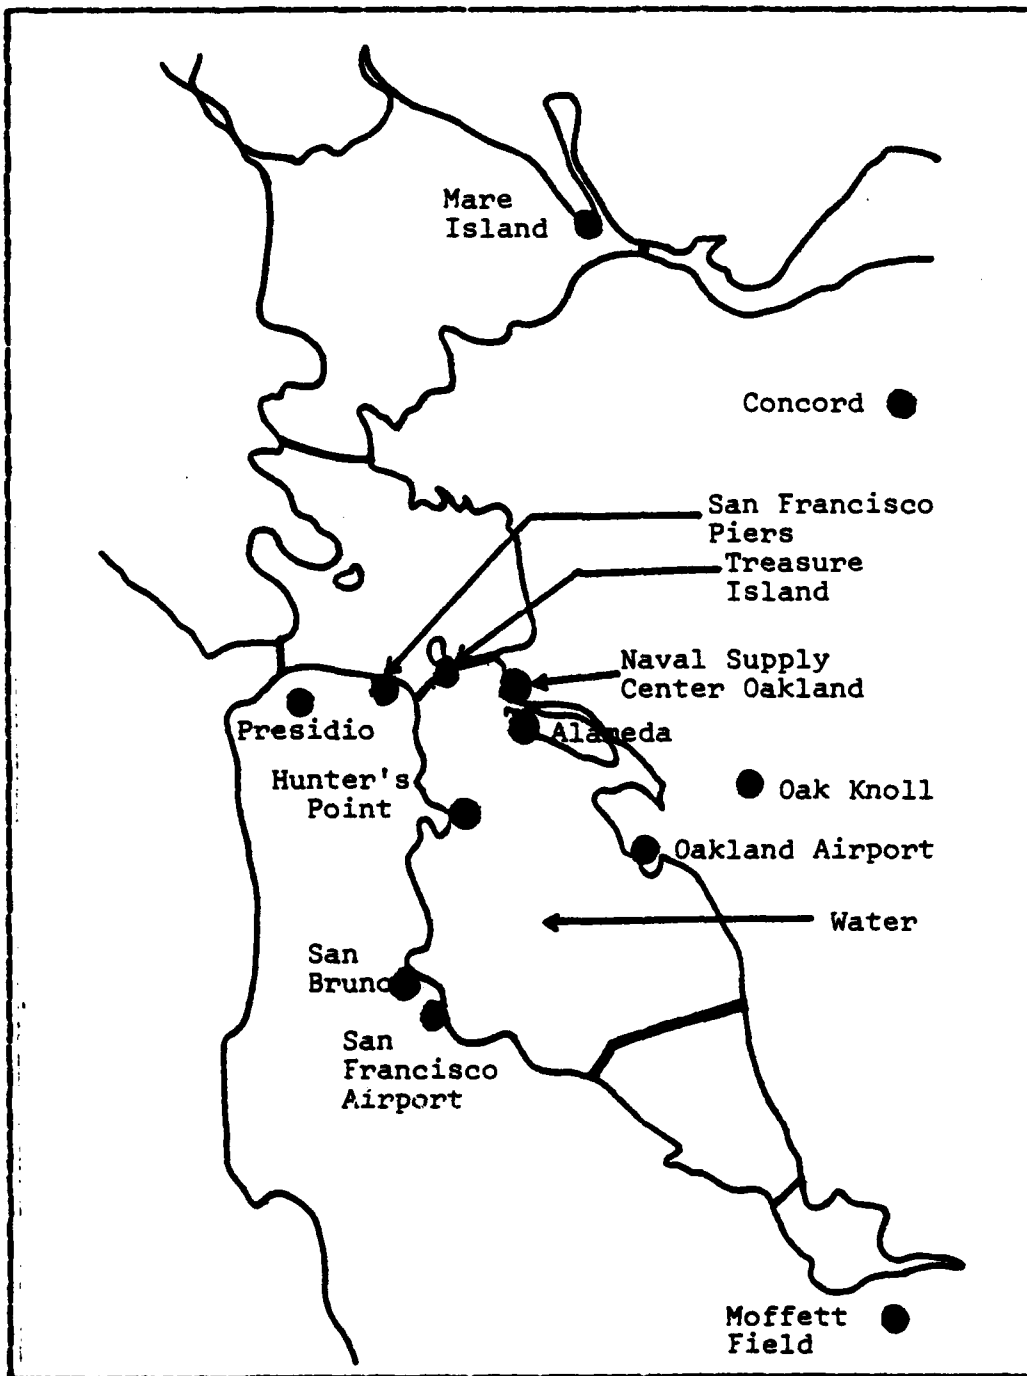 Mare
Island
Concord
San Francisco
Piers
Treasure
Island
Naval Supply
Center Oakland
Presidio
Alameda
Hunter's
Point
Oak Knoll
Oakland Airport
Water
San
Bruno
San
Francisco
Airport
Moffett
Field